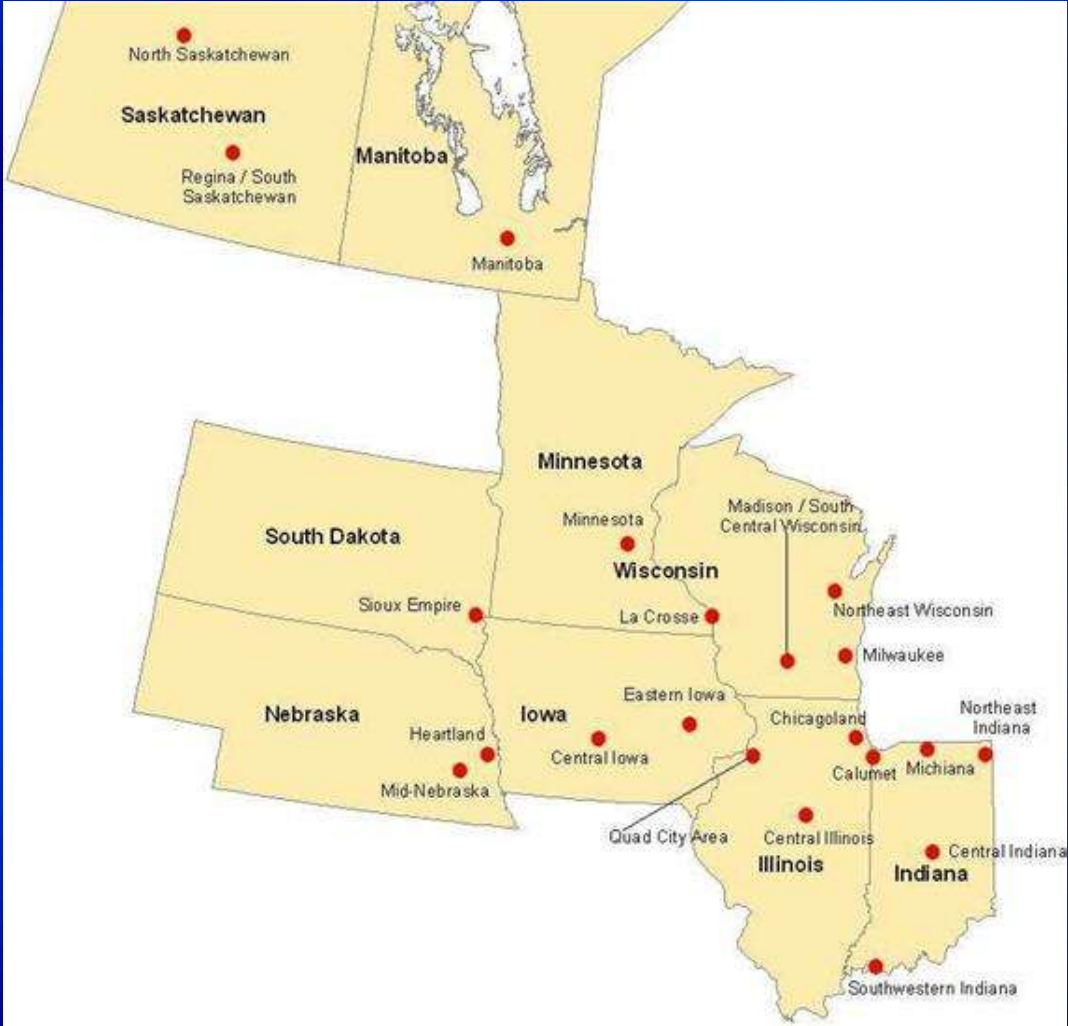 North Saskatchewan
Saskatchewan
Manitoba
Regina / South
Saskatchewan
Manitoba
Minnesota
Madison / South
Central Wisconsin
Minnesota
South Dakota
Wisconsin
Sioux Empire
La Crosse
Northeast Wisconsin
Milwaukee
Eastern Iowa
Northeast
Indiana
Nebraska
Iowa
Chicagoland
Heartland
Central Iowa
Calumet
Michiana
Mid-Nebraska
Quad City Area
Central Illinois
Central Indiana
Illinois
Indiana
Southwestern Indiana